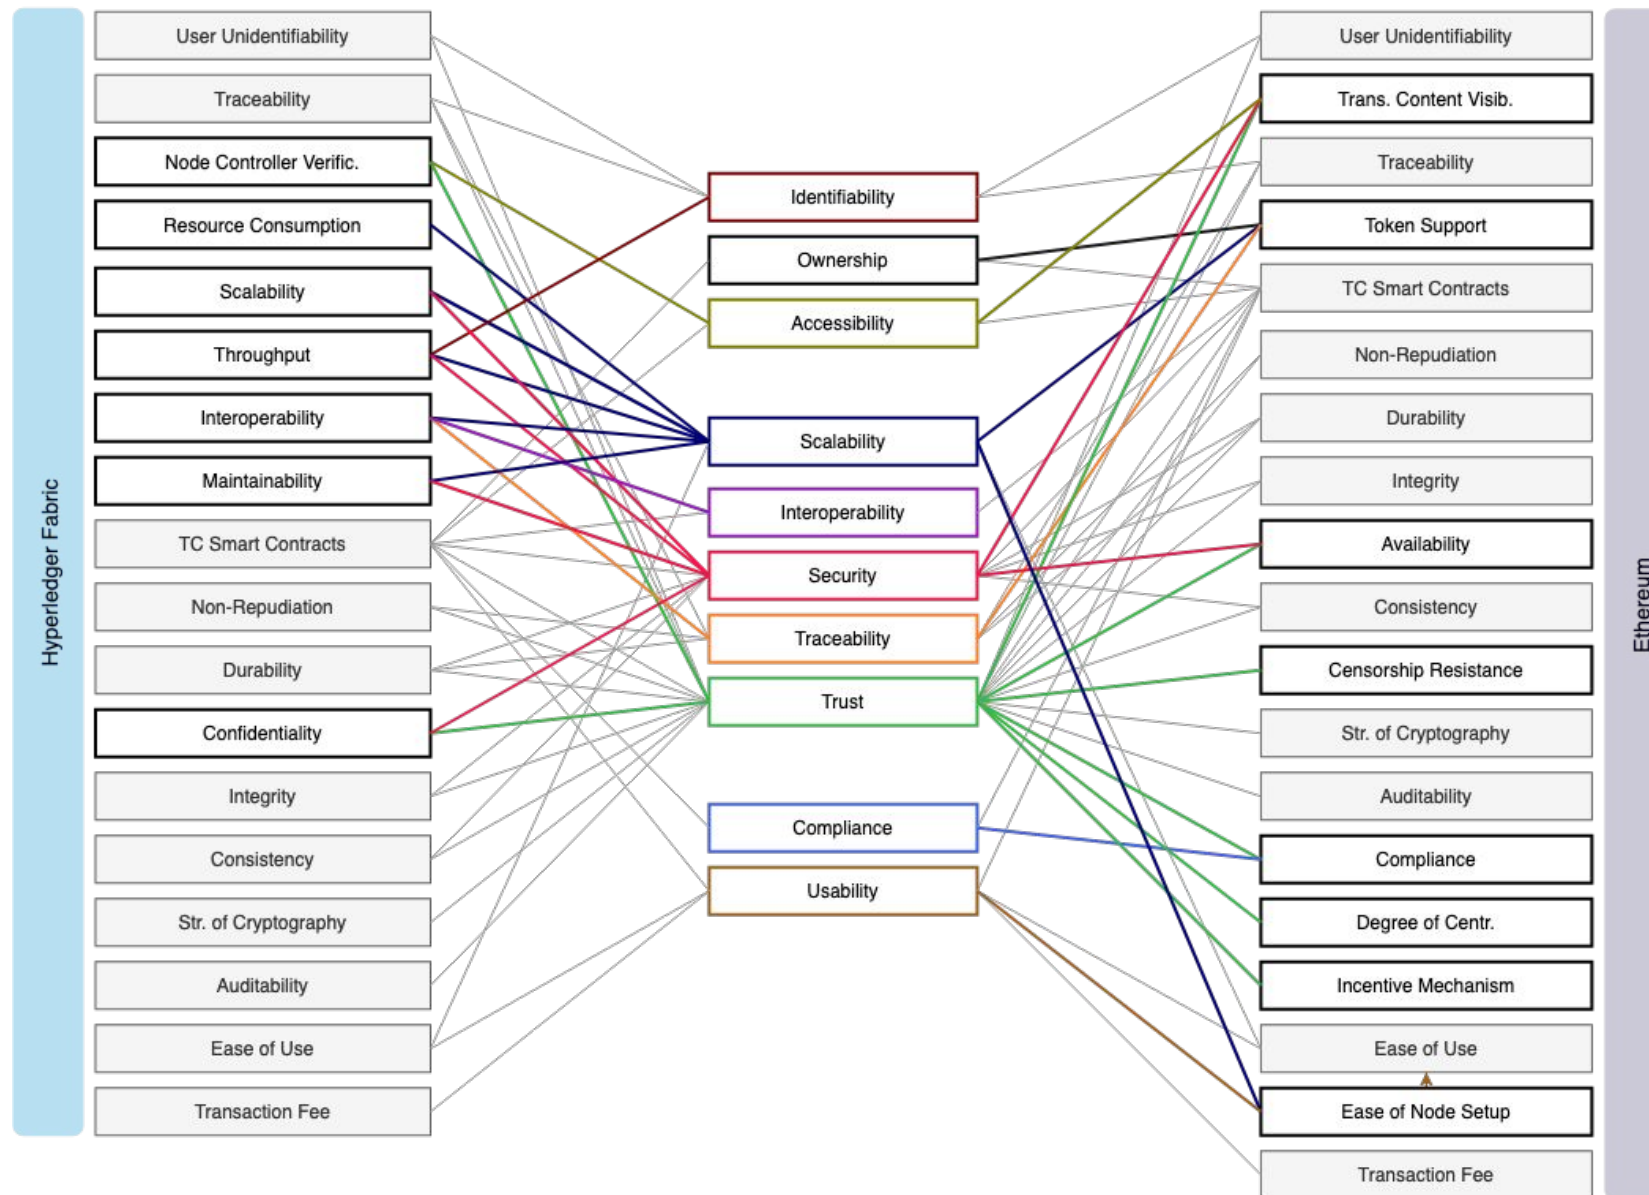 Hyperledger Fabric
User Unidentifiability
Traceability
Node Controller Verific.
Resource Consumption
Scalability
Throughput
Interoperability
Maintainability
TC Smart Contracts
Non-Repudiation
Durability
Confidentiality
Integrity
Consistency
Str. of Cryptography
Auditability
Ease of Use
Transaction Fee
Identifiability
Ownership
Accessibility
Scalability
Interoperability
Security
Traceability
Trust
Compliance
Usability
User Unidentifiability
Trans. Content Visib.
Traceability
Token Support
TC Smart Contracts
Non-Repudiation
Durability
Integrity
Availability
Consistency
Censorship Resistance
Str. of Cryptography
Auditability
Compliance
Degree of Centr.
Incentive Mechanism
Ease of Use
Ease of Node Setup
Transaction Fee
Ethereum